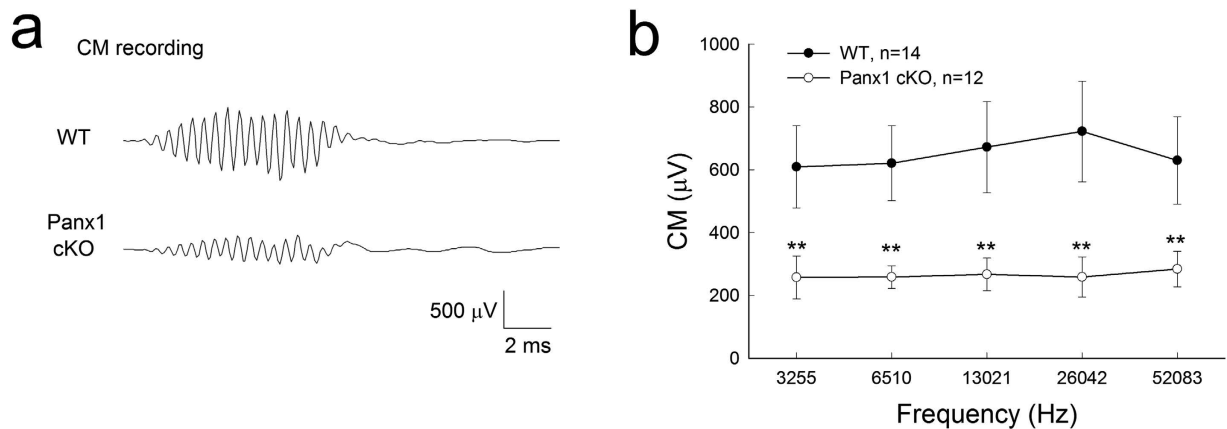 a
CM recording
WT
Panx1
cKO
500 µV
2 ms
b
WT, n=14
Panx1 cKO, n=12
CM (µV)
1000
800
600
400
200
0
** ** ** ** **
3255 6510 13021 26042 52083
Frequency (Hz)